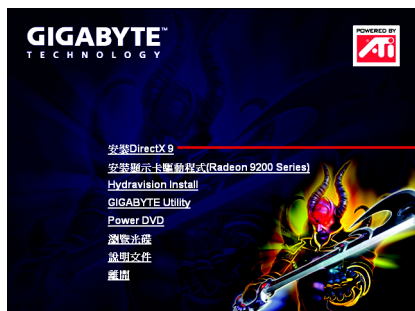 GIGABYTE™
TECHNOLOGY
POWERED BY
ATi
安裝DirectX 9
安裝顯示卡驅動程式(Radeon 9200 Series)
Hydravision Install
GIGABYTE Utility
Power DVD
瀏覽光碟
說明文件
離開